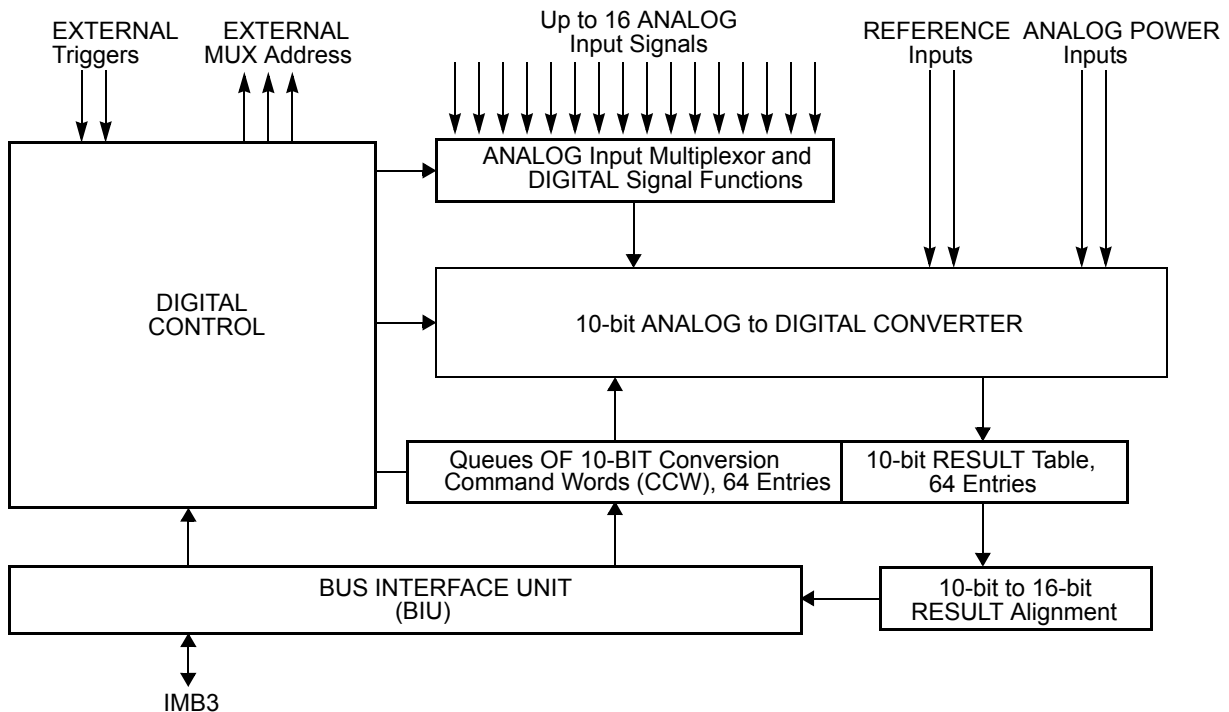 EXTERNAL
Triggers
EXTERNAL
MUX Address
Up to 16 ANALOG
Input Signals
REFERENCE
Inputs
ANALOG POWER
Inputs
ANALOG Input Multiplexor and
DIGITAL Signal Functions
DIGITAL
CONTROL
10-bit ANALOG to DIGITAL CONVERTER
Queues OF 10-BIT Conversion
Command Words (CCW), 64 Entries
10-bit RESULT Table,
64 Entries
BUS INTERFACE UNIT
(BIU)
10-bit to 16-bit
RESULT Alignment
IMB3